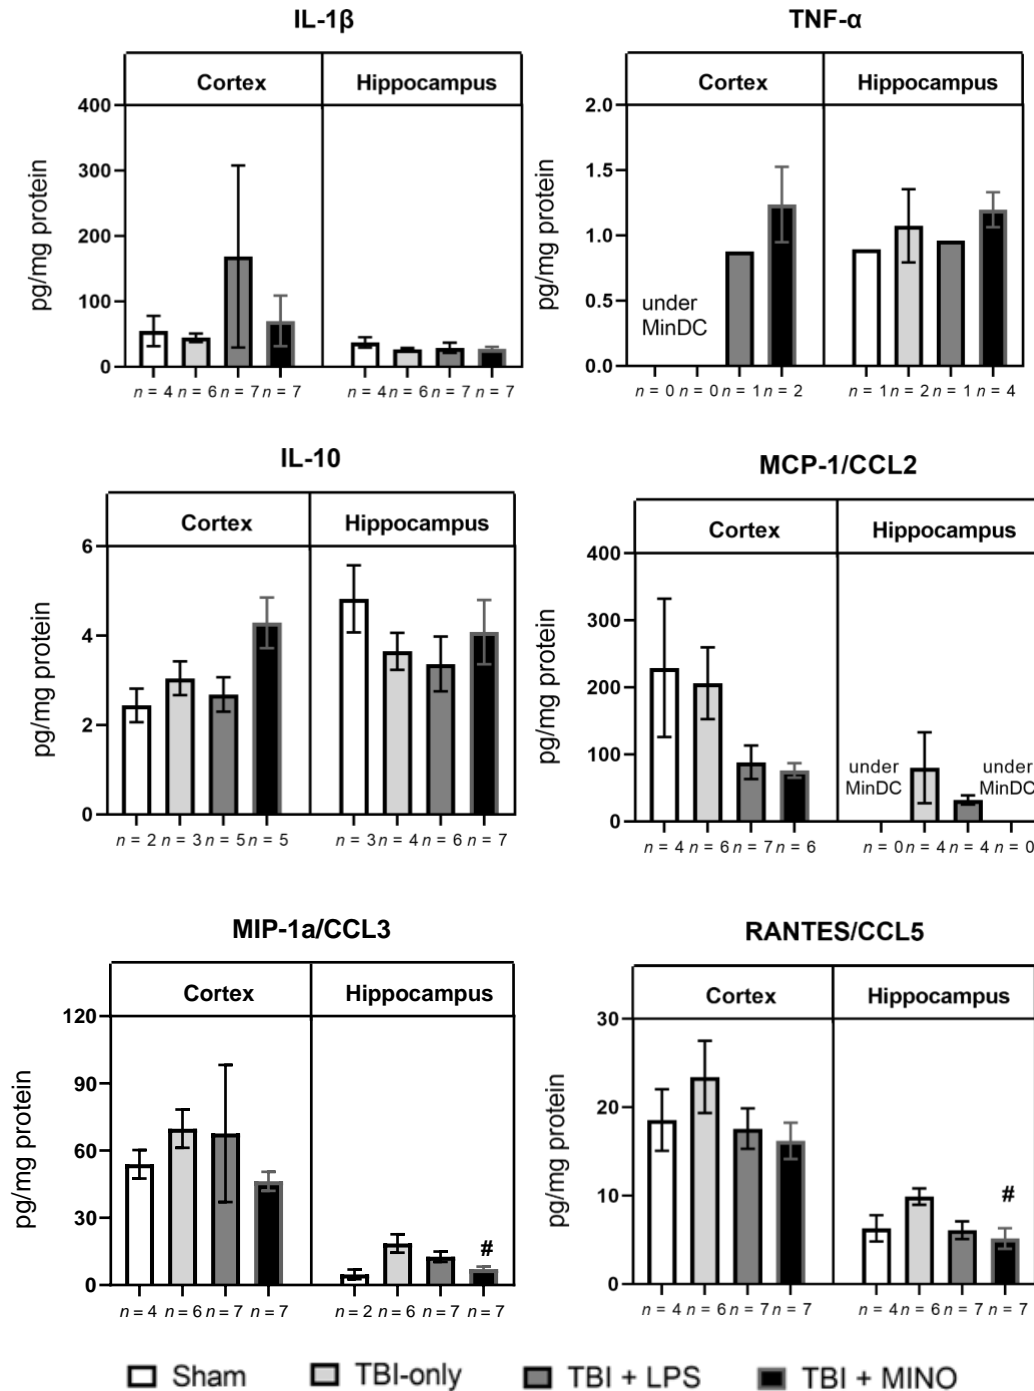 IL-1β
Cortex Hippocampus
400
300
200
100
0
pg/mg protein
n = 4 n = 6 n = 7 n = 7 n = 4 n = 6 n = 7 n = 7
TNF-α
Cortex Hippocampus
2.0
1.5
1.0
0.5
0.0
pg/mg protein
under
MinDC
n = 0 n = 0 n = 1 n = 2 n = 1 n = 2 n = 1 n = 4
IL-10
Cortex Hippocampus
6
4
2
0
pg/mg protein
n = 2 n = 3 n = 5 n = 5 n = 3 n = 4 n = 6 n = 7
MCP-1/CCL2
Cortex Hippocampus
400
300
200
100
0
pg/mg protein
under
MinDC
under
MinDC
n = 4 n = 6 n = 7 n = 6 n = 0 n = 4 n = 4 n = 0
MIP-1a/CCL3
Cortex Hippocampus
120
90
60
30
0
pg/mg protein
#
n = 4 n = 6 n = 7 n = 7 n = 2 n = 6 n = 7 n = 7
RANTES/CCL5
Cortex Hippocampus
30
20
10
0
pg/mg protein
#
n = 4 n = 6 n = 7 n = 7 n = 4 n = 6 n = 7 n = 7
Sham TBI-only TBI + LPS TBI + MINO